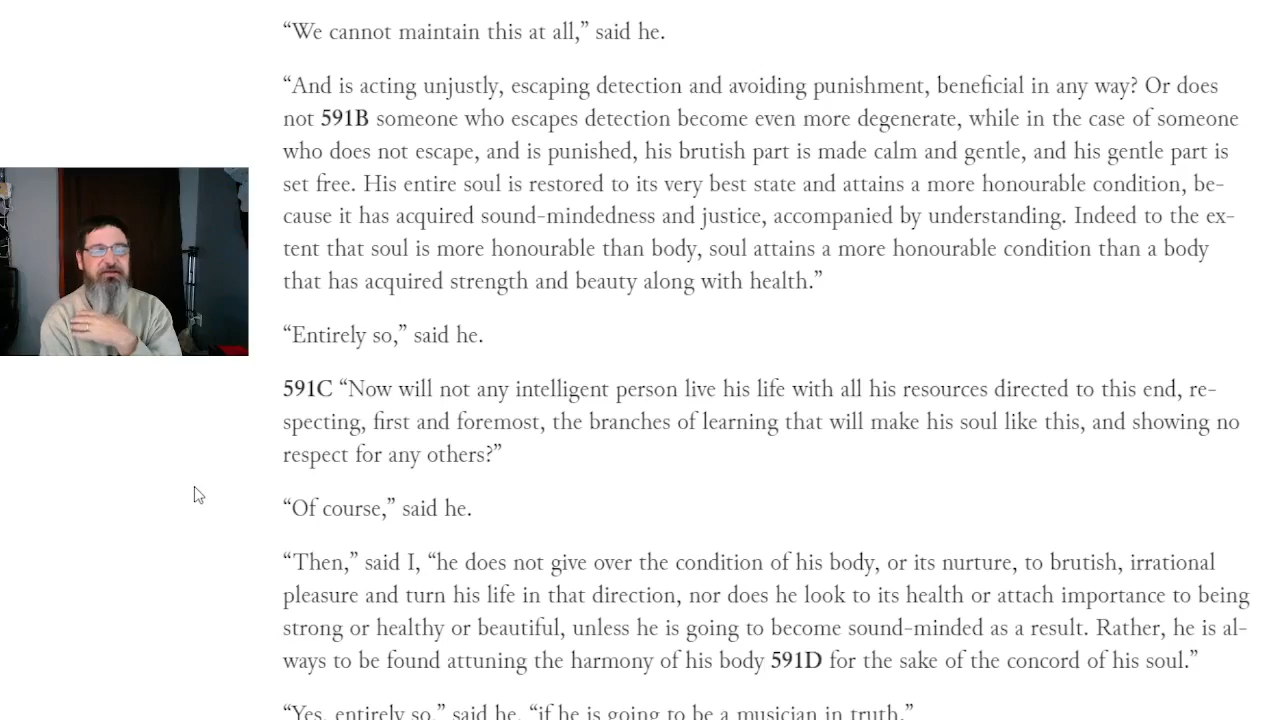 “We cannot maintain this at all,” said he.
“And is acting unjustly, escaping detection and avoiding punishment, beneficial in any way? Or does
not 591B someone who escapes detection become even more degenerate, while in the case of someone
who does not escape, and is punished, his brutish part is made calm and gentle, and his gentle part is
set free. His entire soul is restored to its very best state and attains a more honourable condition, be-
cause it has acquired sound-mindedness and justice, accompanied by understanding. Indeed to the ex-
tent that soul is more honourable than body, soul attains a more honourable condition than a body
that has acquired strength and beauty along with health.”
“Entirely so,” said he.
591C “Now will not any intelligent person live his life with all his resources directed to this end, re-
specting, first and foremost, the branches of learning that will make his soul like this, and showing no
respect for any others?”
“Of course,” said he.
“Then,” said I, “he does not give over the condition of his body, or its nurture, to brutish, irrational
pleasure and turn his life in that direction, nor does he look to its health or attach importance to being
strong or healthy or beautiful, unless he is going to become sound-minded as a result. Rather, he is al-
ways to be found attuning the harmony of his body 591D for the sake of the concord of his soul.”
“Yes, entirely so,” said he, “if he is going to be a musician in truth.”